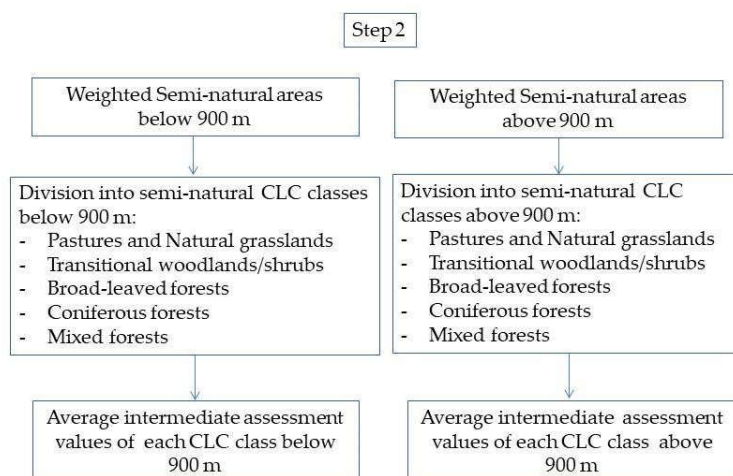 Step 2
Weighted Semi-natural areas
below 900 m
Weighted Semi-natural areas
above 900 m
Division into semi-natural CLC classes
below 900 m:
- Pastures and Natural grasslands
- Transitional woodlands/shrubs
- Broad-leaved forests
- Coniferous forests
- Mixed forests
Division into semi-natural CLC
classes above 900 m:
- Pastures and Natural grasslands
- Transitional woodlands/shrubs
- Broad-leaved forests
- Coniferous forests
- Mixed forests
Average intermediate assessment
values of each CLC class below
900 m
Average intermediate assessment
values of each CLC class above
900 m